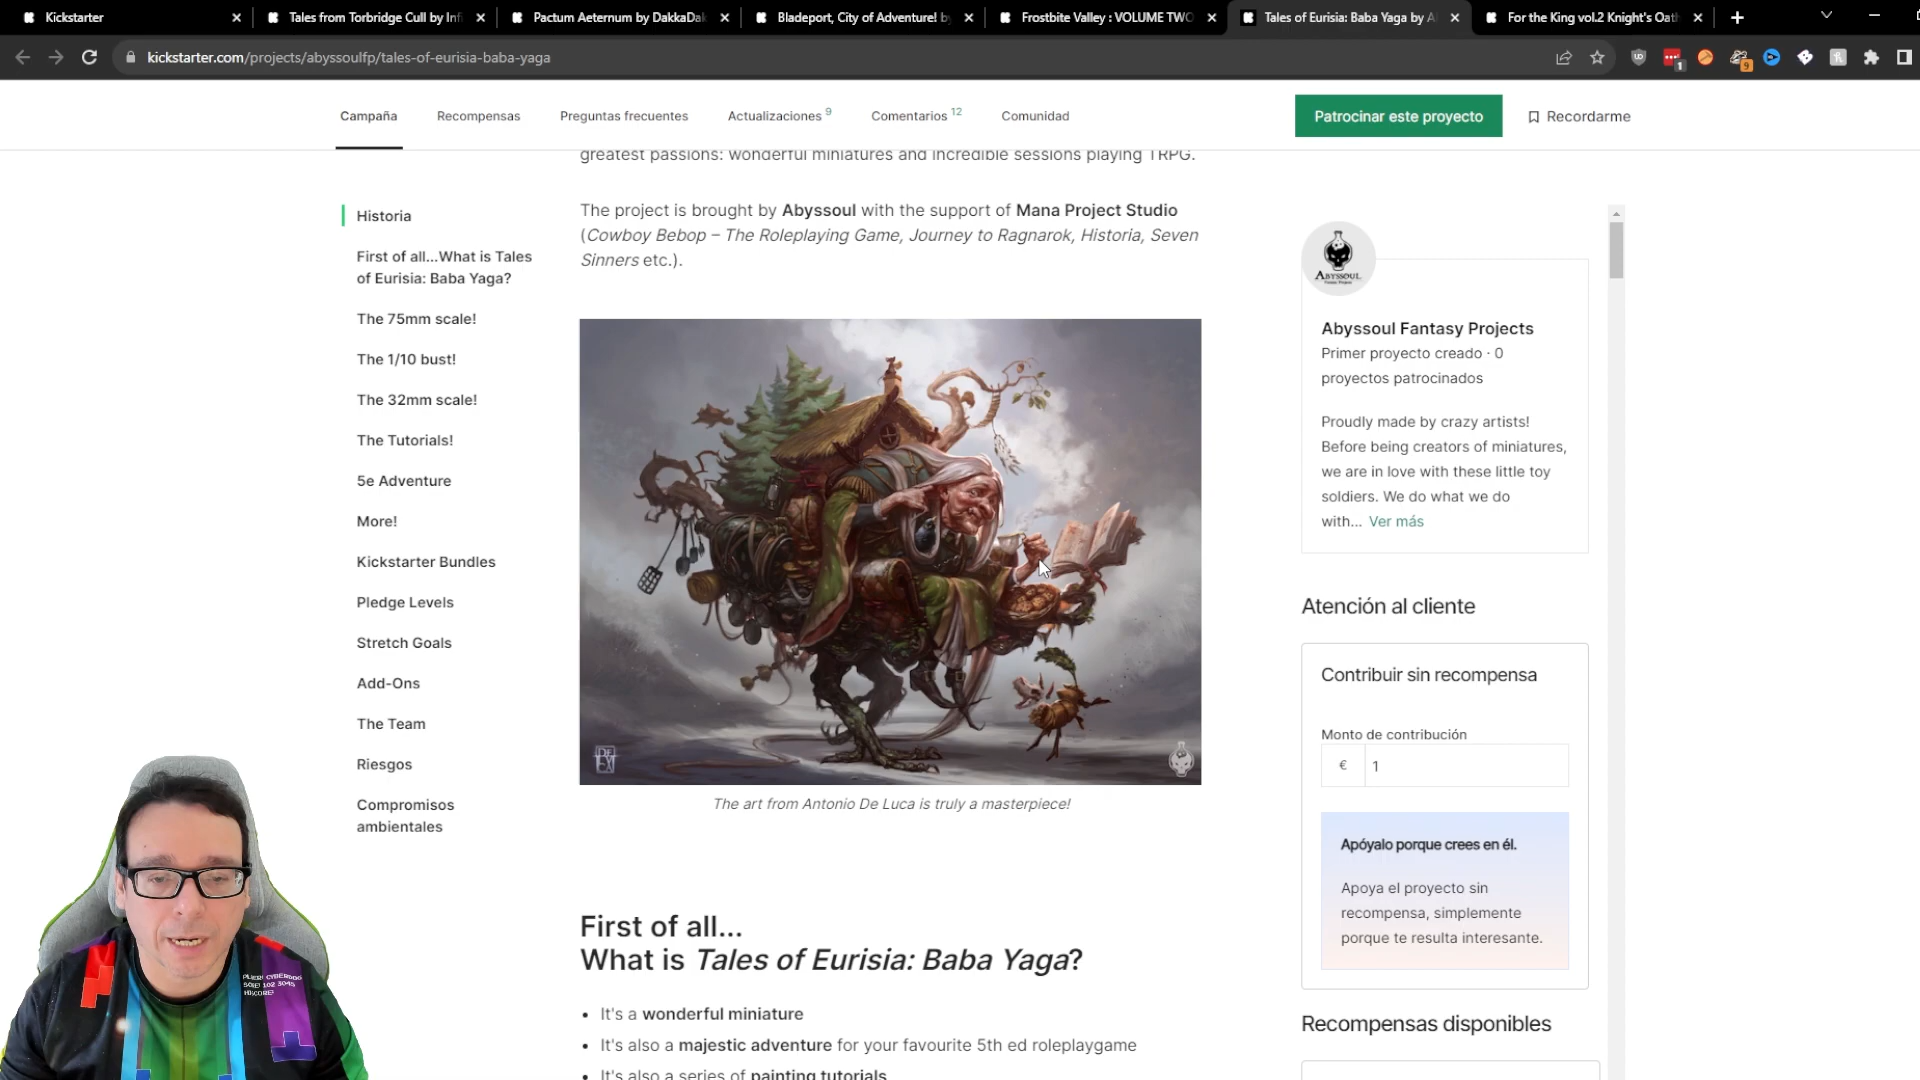 Kickstarter
Tales from Torbridge Cull by Infi
Pactum Aeternum by DakkaDak
Bladeport, City of Adventure! by
Frostbite Valley : VOLUME TWO
Tales of Eurisia: Baba Yaga by A
For the King vol.2 Knight's Oath
kickstarter.com/projects/abyssoulfp/tales-of-eurisia-baba-yaga
1
9
Campaña
Recompensas
Preguntas frecuentes
Actualizaciones 9
Comentarios 12
Comunidad
Patrocinar este proyecto
Recordarme
greatest passions: wonderful miniatures and incredible sessions playing TRPG.
The project is brought by Abyssoul with the support of Mana Project Studio
(Cowboy Bebop – The Roleplaying Game, Journey to Ragnarok, Historia, Seven
Sinners etc.).
Historia
First of all...What is Tales
of Eurisia: Baba Yaga?
The 75mm scale!
The 1/10 bust!
The 32mm scale!
The Tutorials!
5e Adventure
More!
Kickstarter Bundles
Pledge Levels
Stretch Goals
Add-Ons
The Team
Riesgos
Compromisos
ambientales
The art from Antonio De Luca is truly a masterpiece!
First of all...
What is Tales of Eurisia: Baba Yaga?
• It's a wonderful miniature
• It's also a majestic adventure for your favourite 5th ed roleplaygame
• It's also a series of painting tutorials
ABYSSOUL
Abyssoul Fantasy Projects
Primer proyecto creado · 0
proyectos patrocinados
Proudly made by crazy artists!
Before being creators of miniatures,
we are in love with these little toy
soldiers. We do what we do
with... Ver más
Atención al cliente
Contribuir sin recompensa
Monto de contribución
€ 1
Apóyalo porque crees en él.
Apoya el proyecto sin
recompensa, simplemente
porque te resulta interesante.
Recompensas disponibles